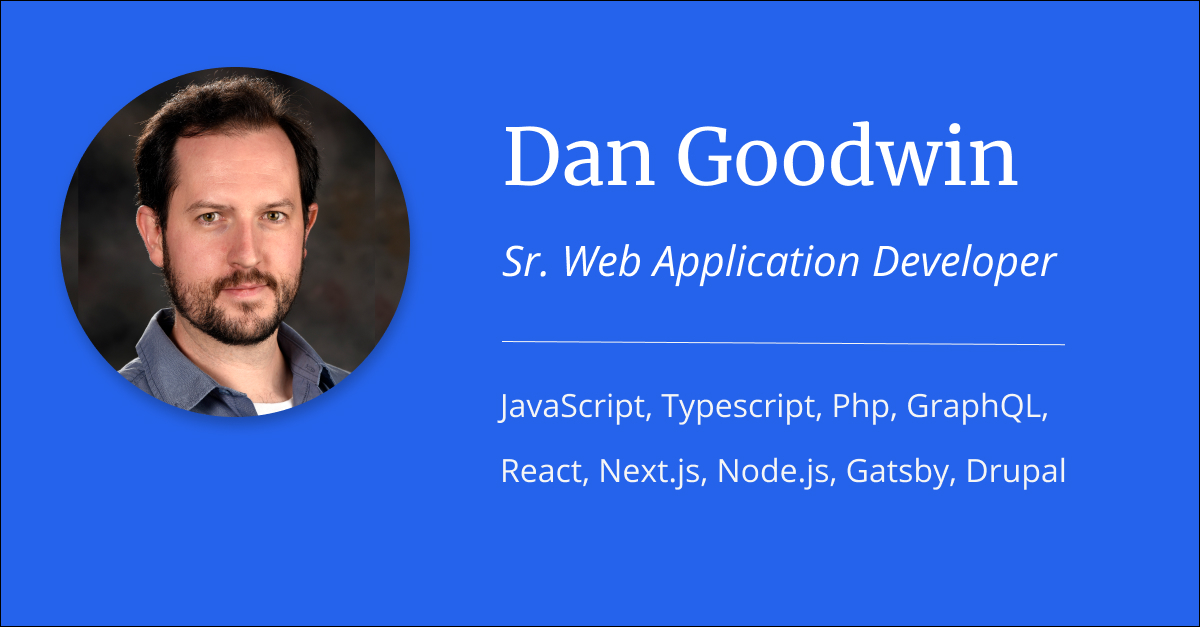 Dan Goodwin
Sr. Web Application Developer
JavaScript, Typescript, Php, GraphQL,
React, Next.js, Node.js, Gatsby, Drupal